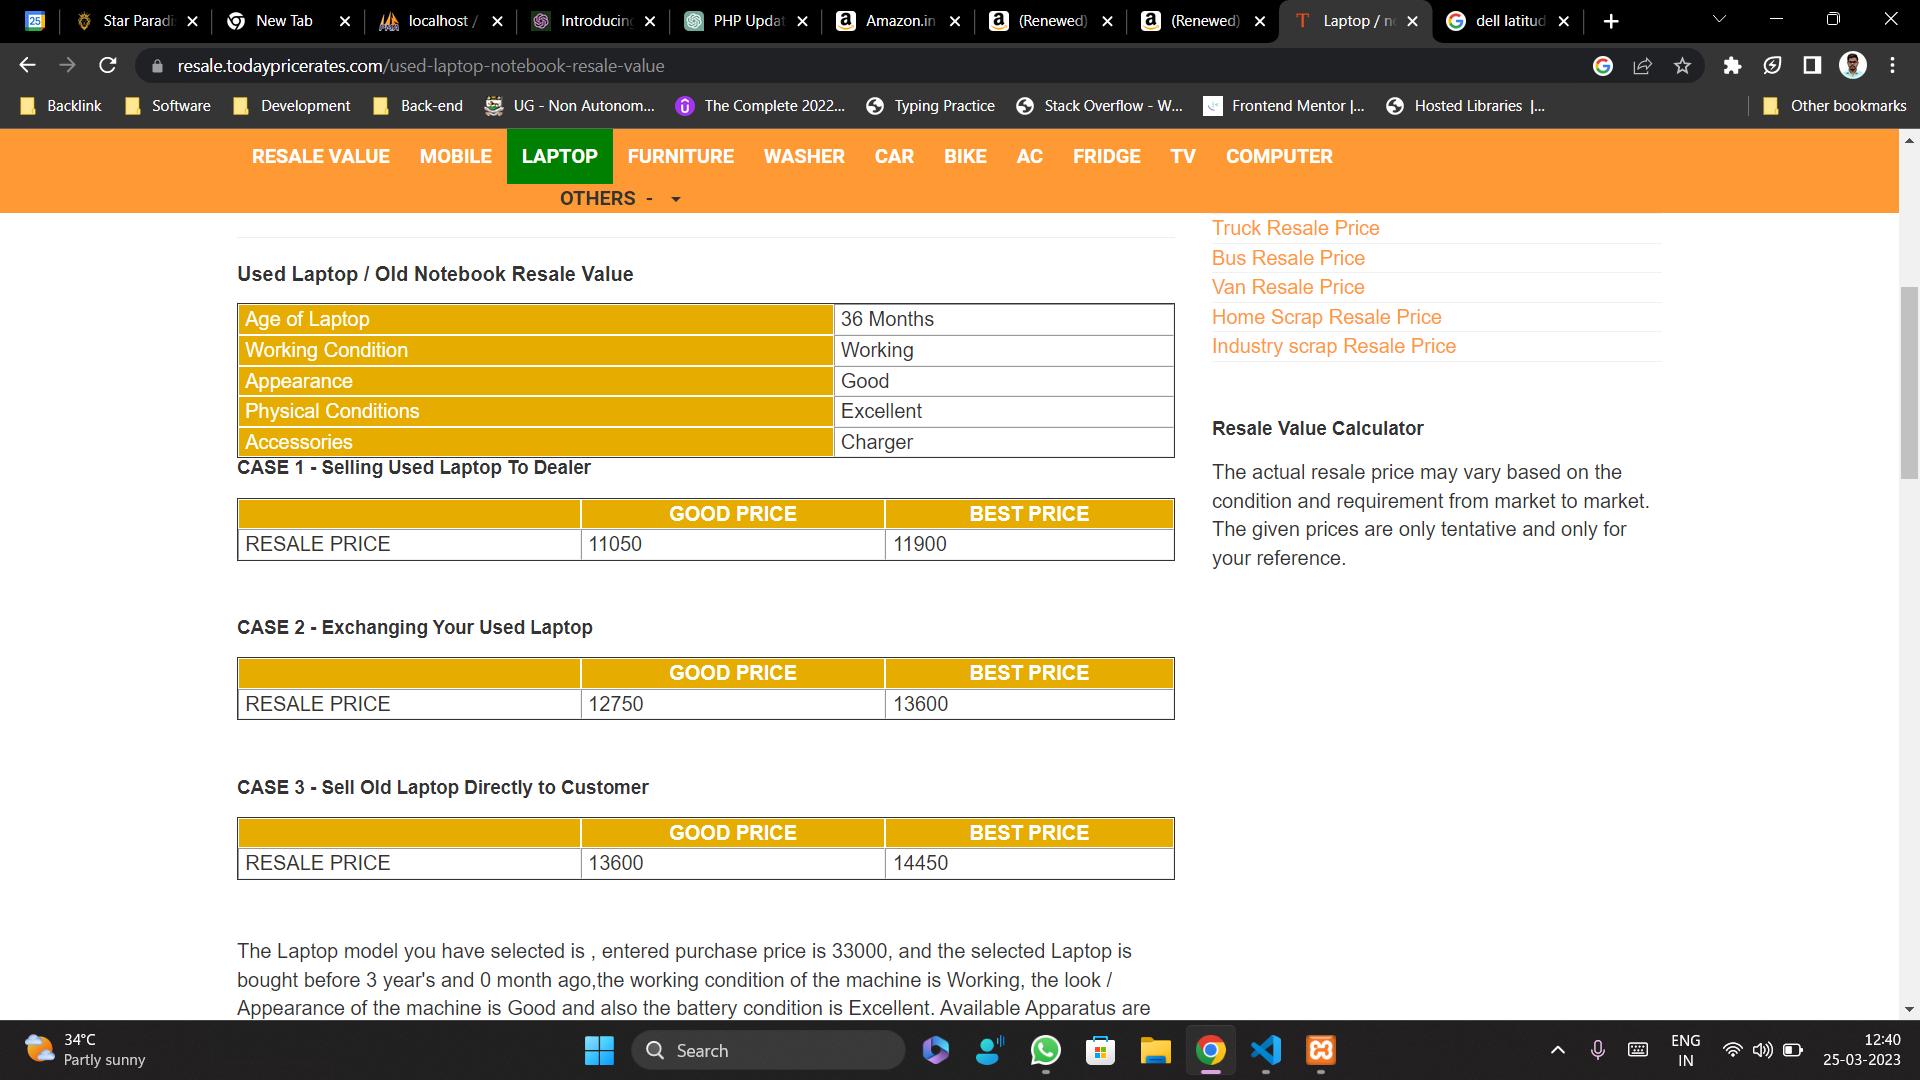 Star Paradi
New Tab
localhost /
Introducing
PHP Updat
Amazon.in
(Renewed)
(Renewed)
Laptop / n
dell latitud
resale.todaypricerates.com/used-laptop-notebook-resale-value
Backlink
Software
Development
Back-end
UG - Non Autonom...
The Complete 2022...
Typing Practice
Stack Overflow - W...
Frontend Mentor |...
Hosted Libraries |...
Other bookmarks
RESALE VALUE
MOBILE
LAPTOP
FURNITURE
WASHER
CAR
BIKE
AC
FRIDGE
TV
COMPUTER
OTHERS -
Used Laptop / Old Notebook Resale Value
Age of Laptop 36 Months
Working Condition Working
Appearance Good
Physical Conditions Excellent
Accessories Charger
CASE 1 - Selling Used Laptop To Dealer
GOOD PRICE BEST PRICE
RESALE PRICE 11050 11900
CASE 2 - Exchanging Your Used Laptop
GOOD PRICE BEST PRICE
RESALE PRICE 12750 13600
CASE 3 - Sell Old Laptop Directly to Customer
GOOD PRICE BEST PRICE
RESALE PRICE 13600 14450
The Laptop model you have selected is , entered purchase price is 33000, and the selected Laptop is
bought before 3 year's and 0 month ago,the working condition of the machine is Working, the look /
Appearance of the machine is Good and also the battery condition is Excellent. Available Apparatus are
Truck Resale Price
Bus Resale Price
Van Resale Price
Home Scrap Resale Price
Industry scrap Resale Price
Resale Value Calculator
The actual resale price may vary based on the
condition and requirement from market to market.
The given prices are only tentative and only for
your reference.
34°C
Partly sunny
Search
ENG
IN
12:40
25-03-2023